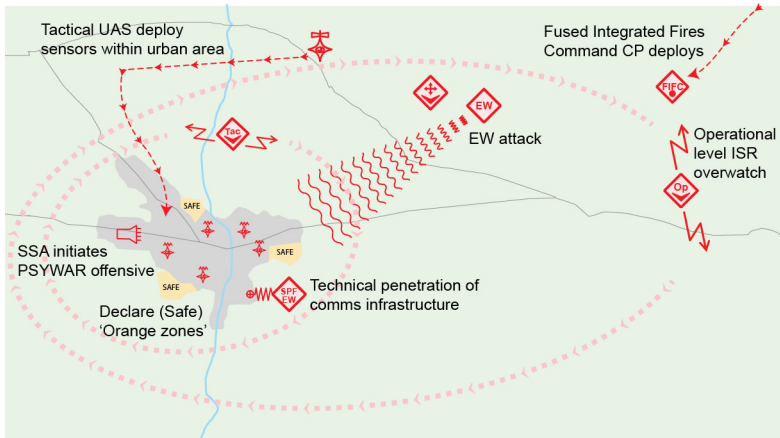 Tactical UAS deploy
sensors within urban area
Fused Integrated Fires
Command CP deploys
FIFC
EW
EW attack
Tac
Operational
level ISR
overwatch
Op
SAFE
SAFE
SAFE
SSA initiates
PSYWAR offensive
SPF
EW
Technical penetration of
comms infrastructure
Declare (Safe)
'Orange zones'